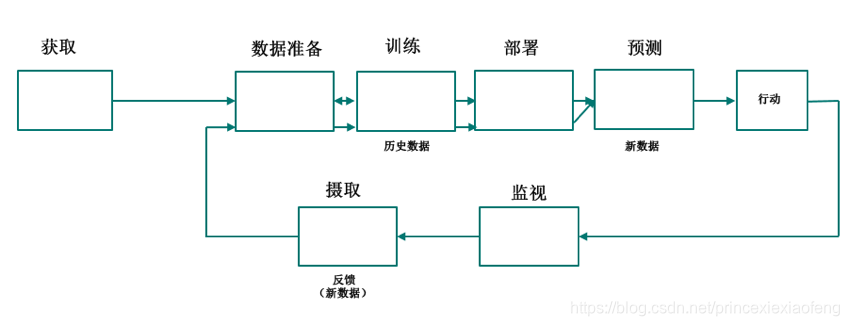 获取
数据准备
训练
部署
预测
行动
历史数据
新数据
摄取
监视
反馈
（新数据）
https://blog.csdn.net/princexiexiaofeng